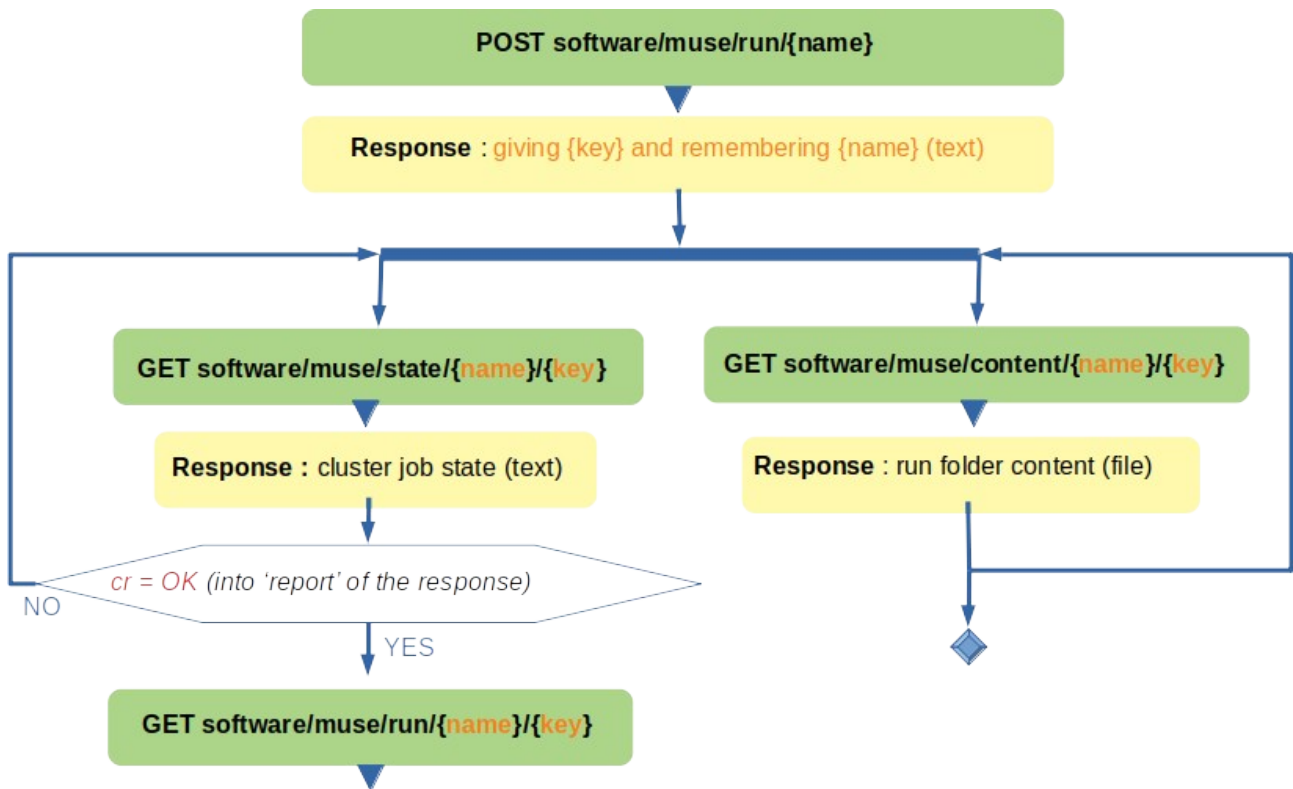 POST software/muse/run/{name}
Response : giving {key} and remembering {name} (text)
GET software/muse/state/{name}/{key}
GET software/muse/content/{name}/{key}
Response : cluster job state (text)
Response : run folder content (file)
cr = OK (into ‘report’ of the response)
NO
YES
GET software/muse/run/{name}/{key}